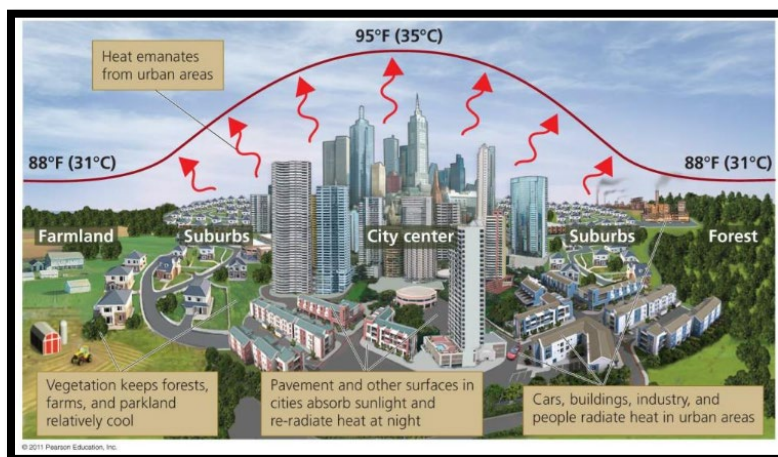 95°F (35°C)
Heat emanates
from urban areas
88°F (31°C)
88°F (31°C)
Farmland
Suburbs
City center
Suburbs
Forest
Vegetation keeps forests,
farms, and parkland
relatively cool
Pavement and other surfaces in
cities absorb sunlight and
re-radiate heat at night
Cars, buildings, industry, and
people radiate heat in urban areas
© 2011 Pearson Education, Inc.